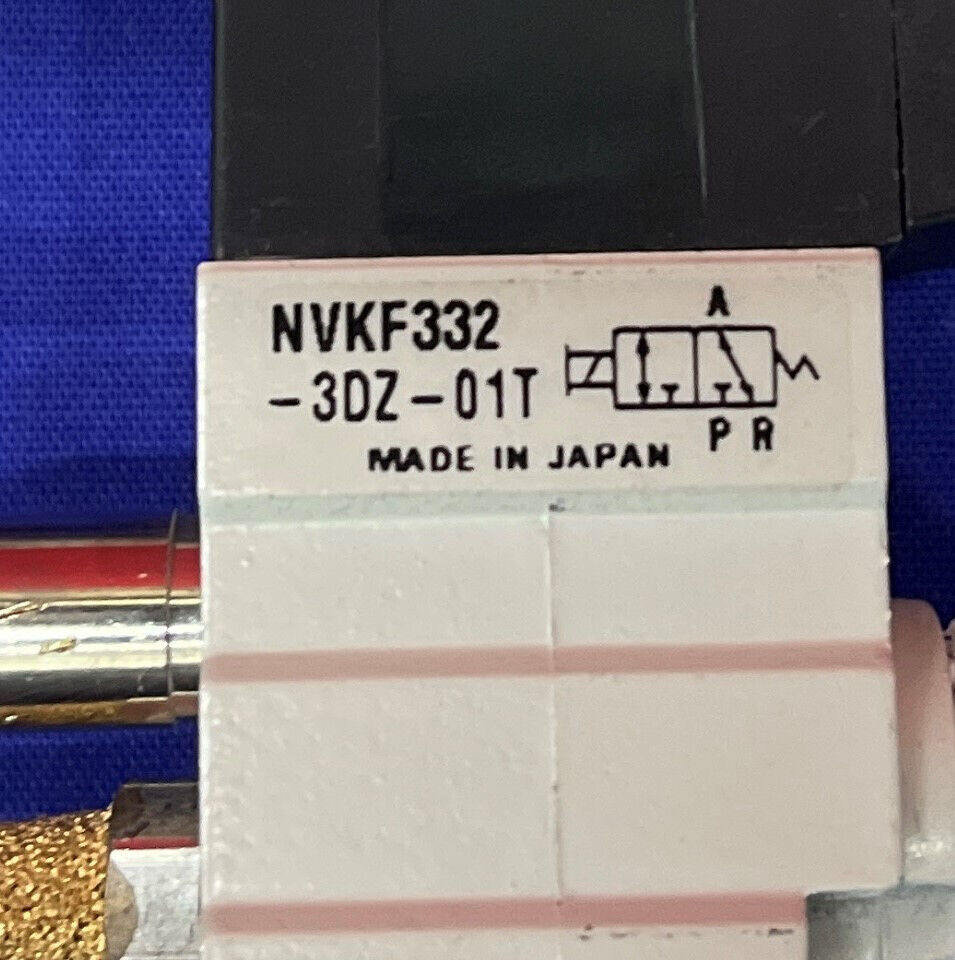 NVKF332
-3DZ-01T
A
P R
MADE IN JAPAN